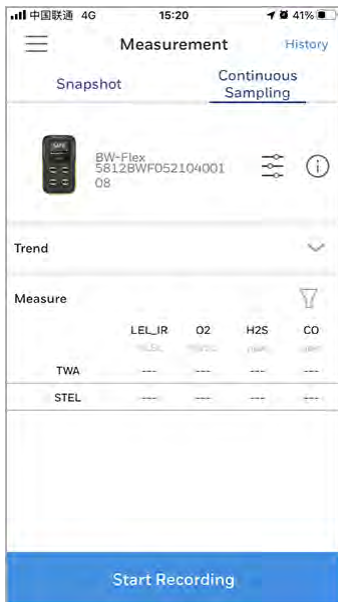 中国联通 4G 15:20 41%
Measurement
History
Snapshot
Continuous
Sampling
SAFE
BW-Flex
5812BWF052104001
08
Trend
Measure
LEL_IR O2 H2S CO
TWA --- --- --- ---
STEL --- --- --- ---
Start Recording